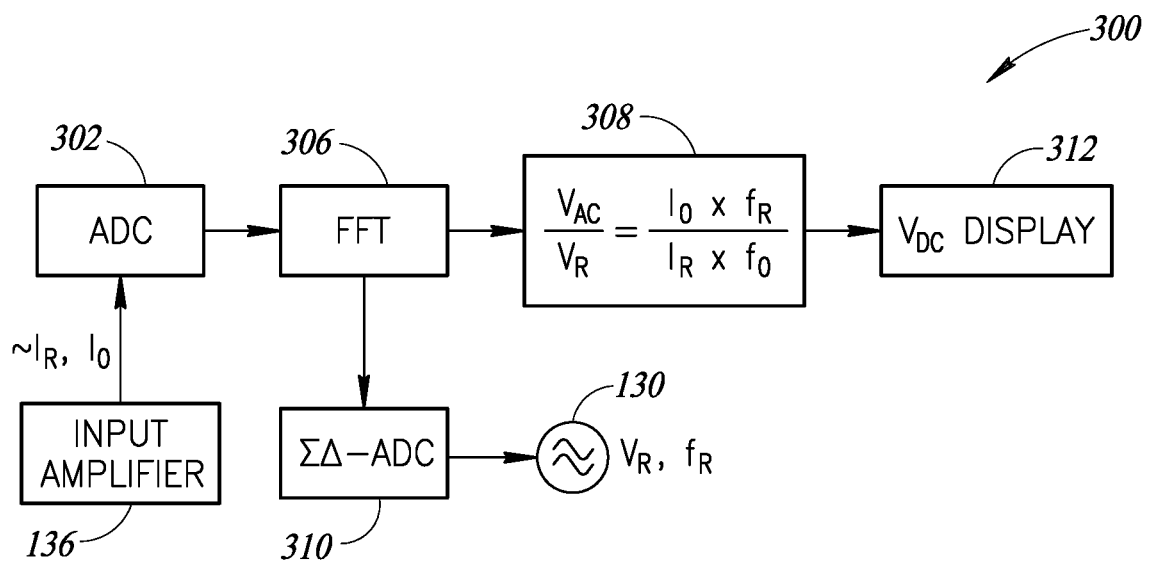 300
302
306
308
312
ADC
FFT
V_AC / V_R = I_0 x f_R / I_R x f_0
V_DC DISPLAY
~I_R, I_0
130
INPUT
AMPLIFIER
ΣΔ-ADC
V_R, f_R
136
310